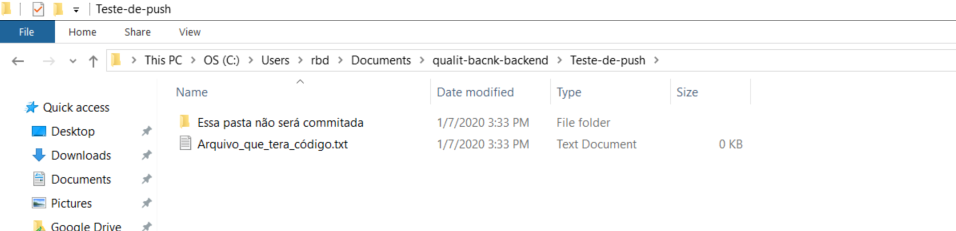 Teste-de-push
File Home Share View
This PC > OS (C:) > Users > rbd > Documents > qualit-bacnk-backend > Teste-de-push >
Name Date modified Type Size
Quick access
Essa pasta não será commitada 1/7/2020 3:33 PM File folder
Desktop
Arquivo_que_tera_código.txt 1/7/2020 3:33 PM Text Document 0 KB
Downloads
Documents
Pictures
Google Drive